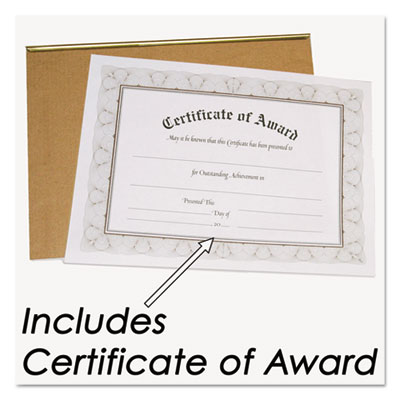 Certificate of Award
May it be known that this Certificate has been presented to
for Outstanding Achievement in
Presented This
Day of
20
Includes
Certificate of Award